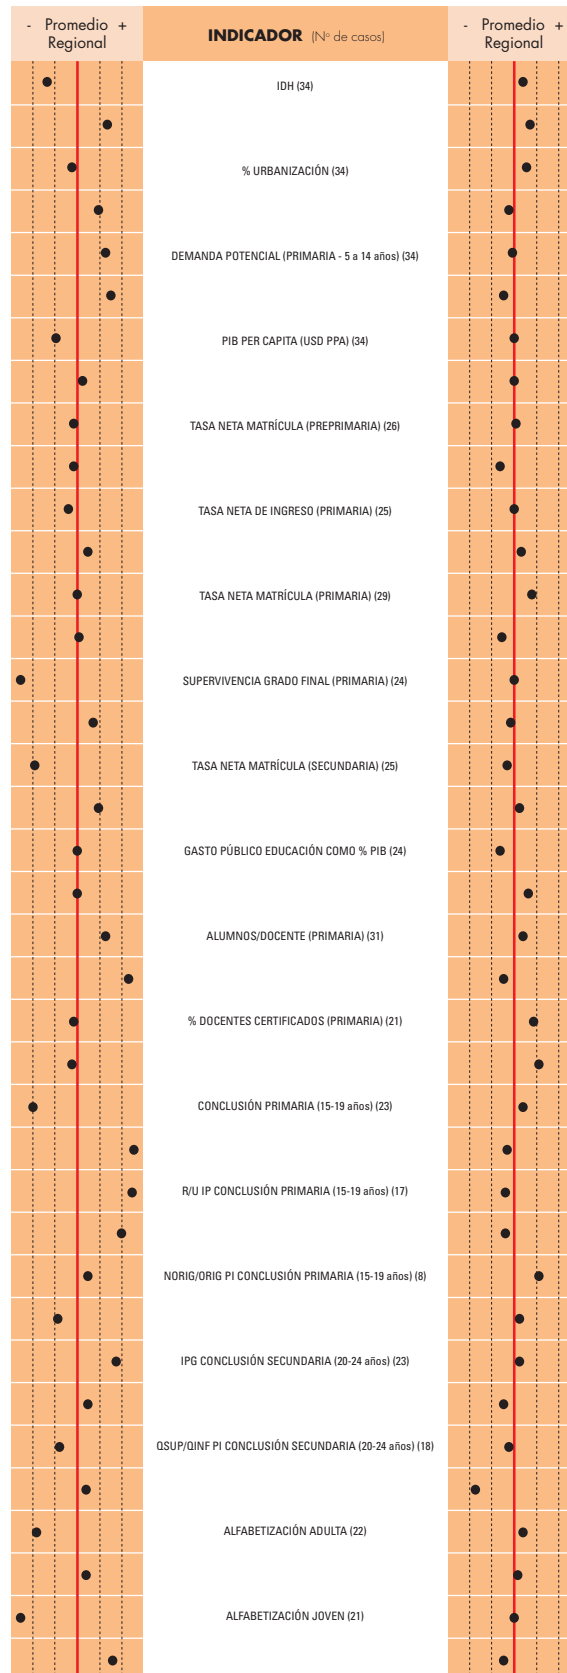 - Promedio +
Regional
INDICADOR (Nº de casos)
- Promedio +
Regional
IDH (34)
% URBANIZACIÓN (34)
DEMANDA POTENCIAL (PRIMARIA - 5 a 14 años) (34)
PIB PER CAPITA (USD PPA) (34)
TASA NETA MATRÍCULA (PREPRIMARIA) (26)
TASA NETA DE INGRESO (PRIMARIA) (25)
TASA NETA MATRÍCULA (PRIMARIA) (29)
SUPERVIVENCIA GRADO FINAL (PRIMARIA) (24)
TASA NETA MATRÍCULA (SECUNDARIA) (25)
GASTO PÚBLICO EDUCACIÓN COMO % PIB (24)
ALUMNOS/DOCENTE (PRIMARIA) (31)
% DOCENTES CERTIFICADOS (PRIMARIA) (21)
CONCLUSIÓN PRIMARIA (15-19 años) (23)
R/U IP CONCLUSIÓN PRIMARIA (15-19 años) (17)
NORIG/ORIG PI CONCLUSIÓN PRIMARIA (15-19 años) (8)
IPG CONCLUSIÓN SECUNDARIA (20-24 años) (23)
QSUP/QINF PI CONCLUSIÓN SECUNDARIA (20-24 años) (18)
ALFABETIZACIÓN ADULTA (22)
ALFABETIZACIÓN JOVEN (21)